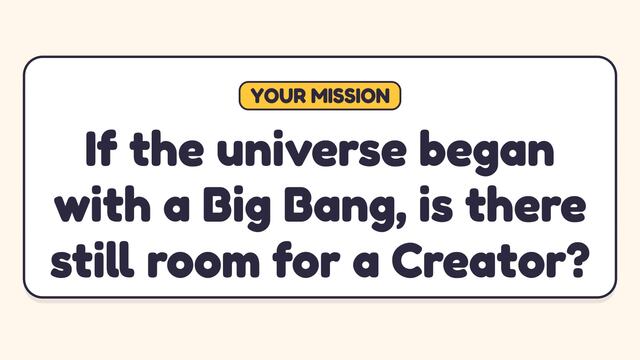 YOUR MISSION
If the universe began
with a Big Bang, is there
still room for a Creator?